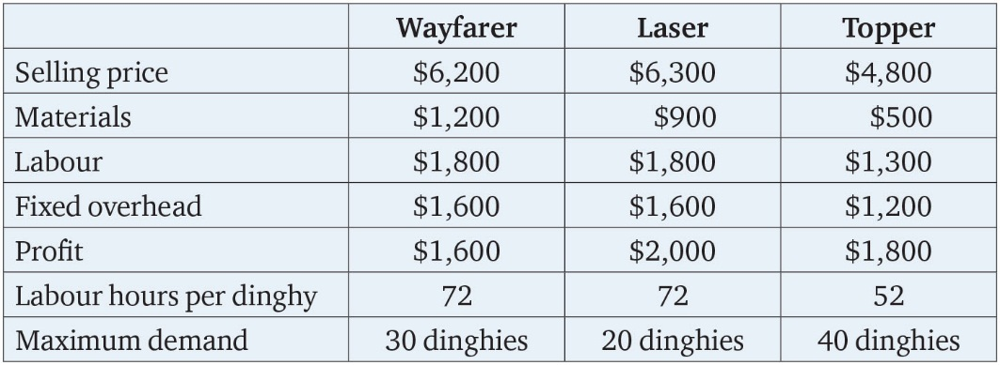 Wayfarer Laser Topper
Selling price $6,200 $6,300 $4,800
Materials $1,200 $900 $500
Labour $1,800 $1,800 $1,300
Fixed overhead $1,600 $1,600 $1,200
Profit $1,600 $2,000 $1,800
Labour hours per dinghy 72 72 52
Maximum demand 30 dinghies 20 dinghies 40 dinghies